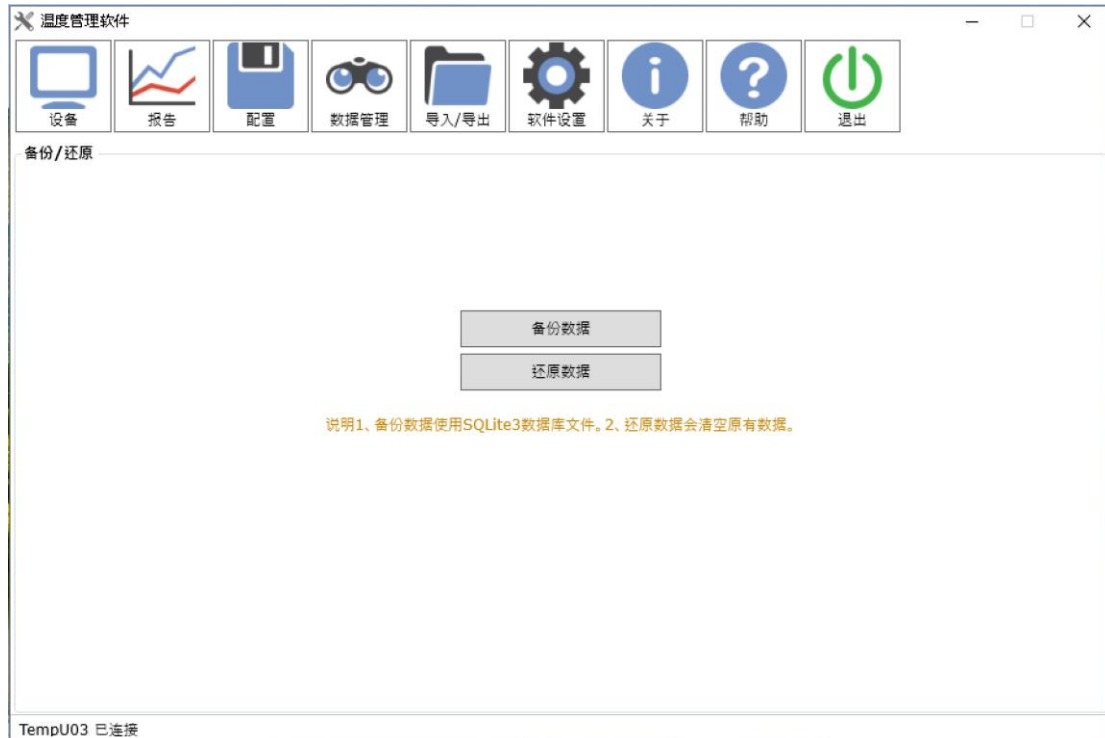 温度管理软件
设备 报告 配置 数据管理 导入/导出 软件设置 关于 帮助 退出
备份/还原
备份数据
还原数据
说明1、备份数据使用SQLite3数据库文件。2、还原数据会清空原有数据。
TempU03 已连接